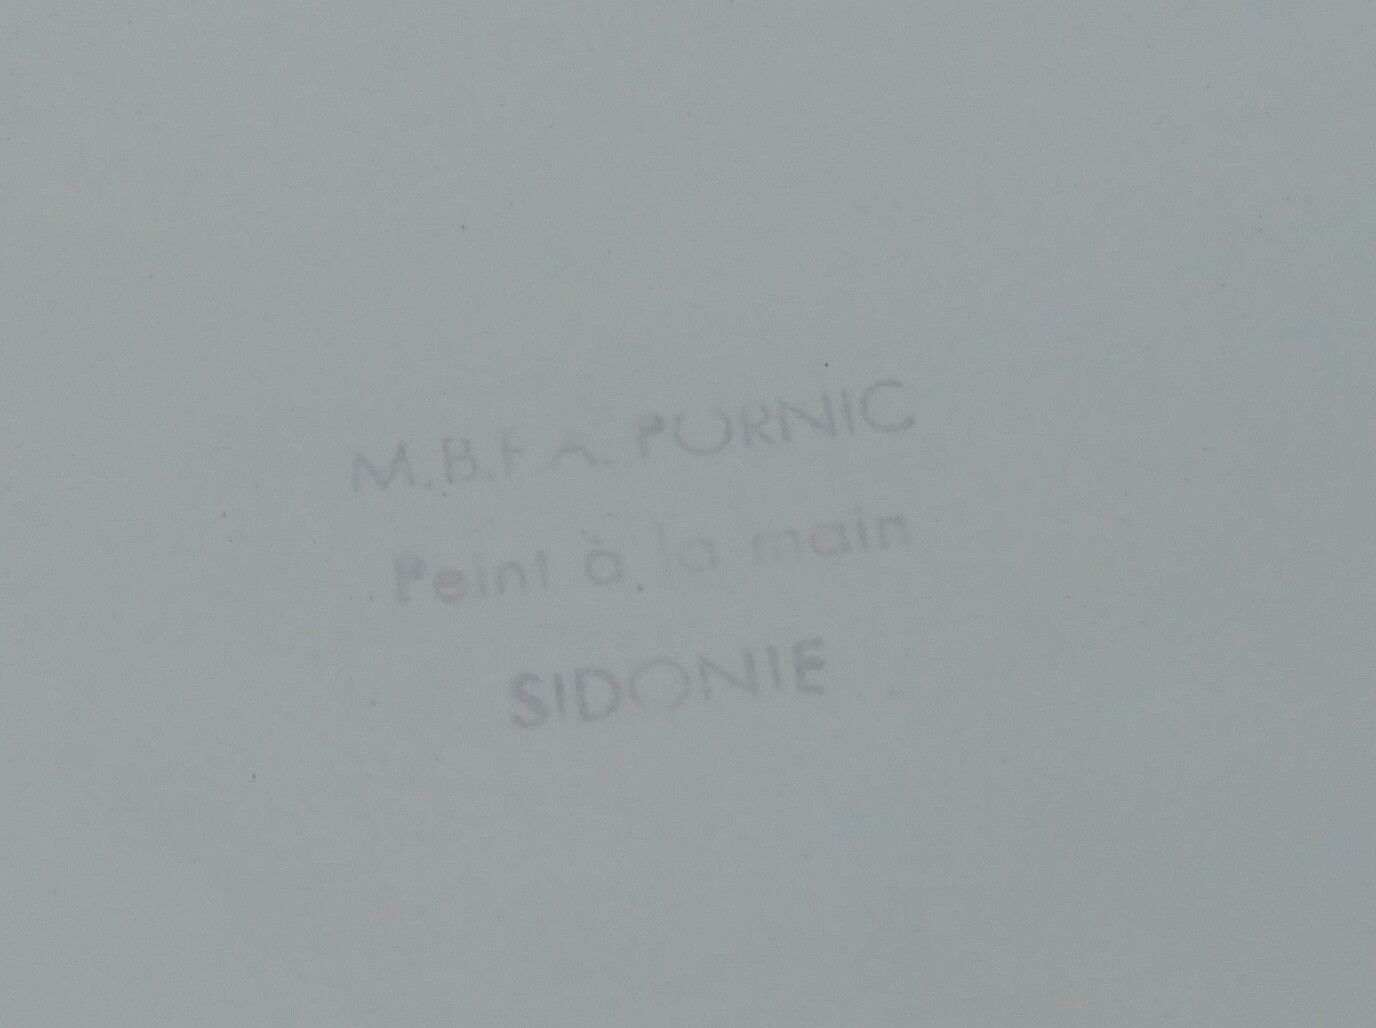 M.B.F.A. PORNIC
Peint à la main
SIDONIE